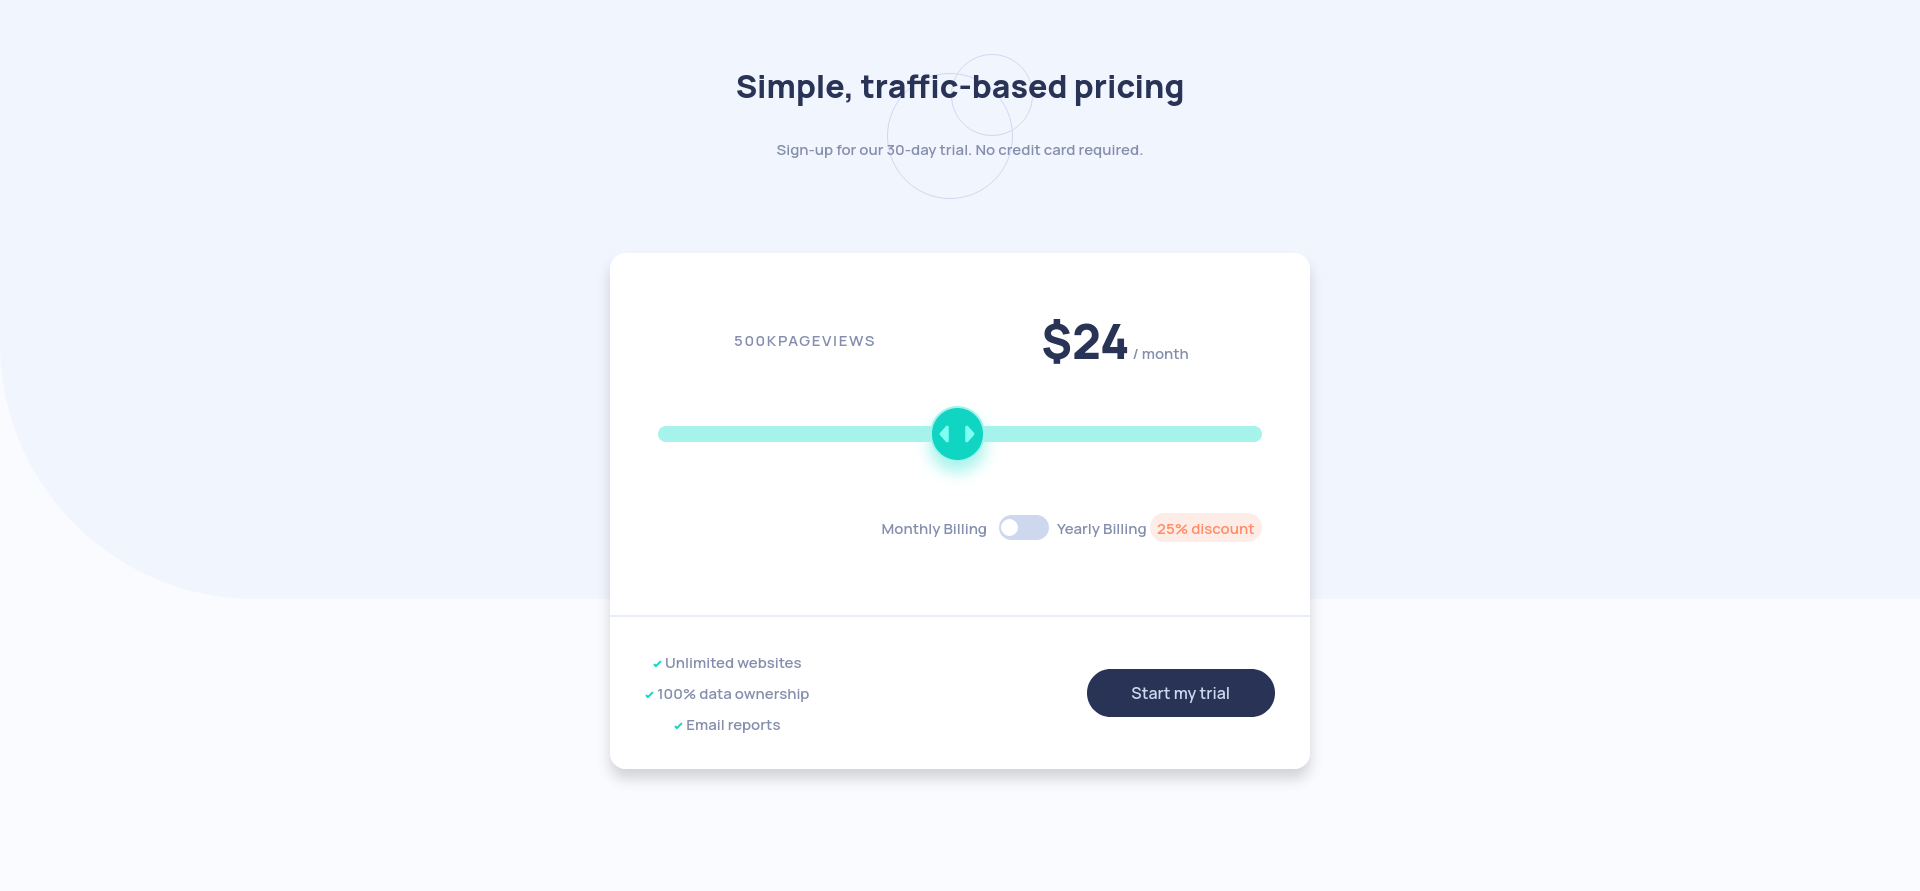 Simple, traffic-based pricing
Sign-up for our 30-day trial. No credit card required.
500KPAGEVIEWS
$24 / month
Monthly Billing Yearly Billing 25% discount
Unlimited websites
100% data ownership
Email reports
Start my trial